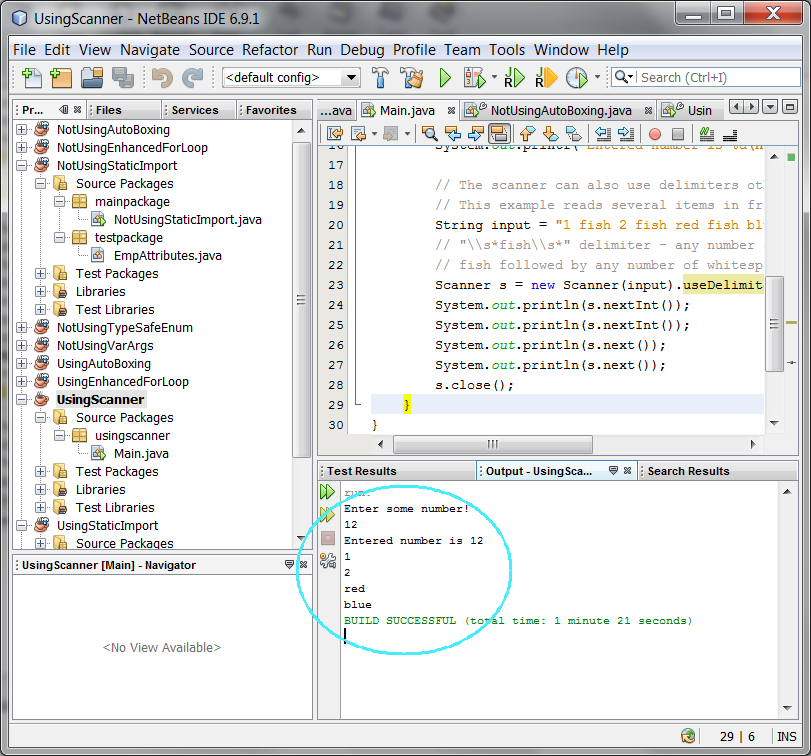 UsingScanner - NetBeans IDE 6.9.1
File Edit View Navigate Source Refactor Run Debug Profile Team Tools Window Help
<default config>
Search (Ctrl+I)
Pr...
Files
Services
Favorites
NotUsingAutoBoxing
NotUsingEnhancedForLoop
NotUsingStaticImport
Source Packages
mainpackage
NotUsingStaticImport.java
testpackage
EmpAttributes.java
Test Packages
Libraries
Test Libraries
NotUsingTypeSafeEnum
NotUsingVarArgs
UsingAutoBoxing
UsingEnhancedForLoop
UsingScanner
Source Packages
usingscanner
Main.java
Test Packages
Libraries
Test Libraries
UsingStaticImport
Source Packages
UsingScanner [Main] - Navigator
<No View Available>
...ava
Main.java
NotUsingAutoBoxing.java
Usin
16 System.out.printf("Entered number is %d\n
17
18 // The scanner can also use delimiters ot
19 // This example reads several items in fr
20 String input = "1 fish 2 fish red fish bl
21 // "\\s*fish\\s*" delimiter - any number
22 // fish followed by any number of whitesp
23 Scanner s = new Scanner(input).useDelimit
24 System.out.println(s.nextInt());
25 System.out.println(s.nextInt());
26 System.out.println(s.next());
27 System.out.println(s.next());
28 s.close();
29 }
30 }
Test Results
Output - UsingSca...
Search Results
run:
Enter some number!
12
Entered number is 12
1
2
red
blue
BUILD SUCCESSFUL (total time: 1 minute 21 seconds)
29 | 6
INS